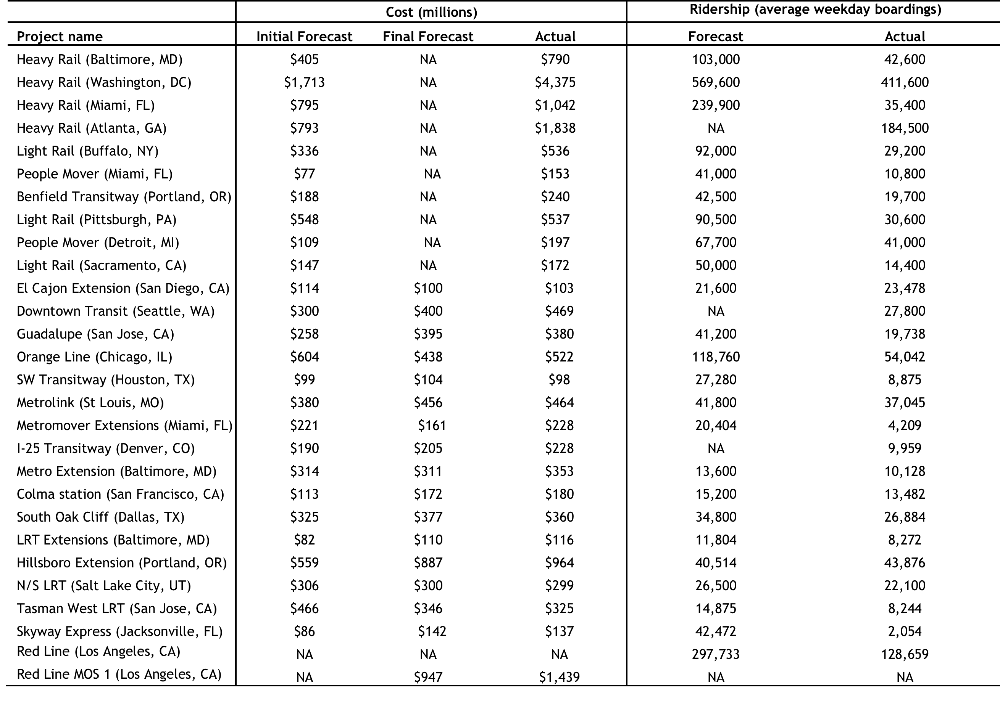 Cost (millions) Ridership (average weekday boardings)
Project name Initial Forecast Final Forecast Actual Forecast Actual
Heavy Rail (Baltimore, MD) $405 NA $790 103,000 42,600
Heavy Rail (Washington, DC) $1,713 NA $4,375 569,600 411,600
Heavy Rail (Miami, FL) $795 NA $1,042 239,900 35,400
Heavy Rail (Atlanta, GA) $793 NA $1,838 NA 184,500
Light Rail (Buffalo, NY) $336 NA $536 92,000 29,200
People Mover (Miami, FL) $77 NA $153 41,000 10,800
Benfield Transitway (Portland, OR) $188 NA $240 42,500 19,700
Light Rail (Pittsburgh, PA) $548 NA $537 90,500 30,600
People Mover (Detroit, MI) $109 NA $197 67,700 41,000
Light Rail (Sacramento, CA) $147 NA $172 50,000 14,400
El Cajon Extension (San Diego, CA) $114 $100 $103 21,600 23,478
Downtown Transit (Seattle, WA) $300 $400 $469 NA 27,800
Guadalupe (San Jose, CA) $258 $395 $380 41,200 19,738
Orange Line (Chicago, IL) $604 $438 $522 118,760 54,042
SW Transitway (Houston, TX) $99 $104 $98 27,280 8,875
Metrolink (St Louis, MO) $380 $456 $464 41,800 37,045
Metromover Extensions (Miami, FL) $221 $161 $228 20,404 4,209
I-25 Transitway (Denver, CO) $190 $205 $228 NA 9,959
Metro Extension (Baltimore, MD) $314 $311 $353 13,600 10,128
Colma station (San Francisco, CA) $113 $172 $180 15,200 13,482
South Oak Cliff (Dallas, TX) $325 $377 $360 34,800 26,884
LRT Extensions (Baltimore, MD) $82 $110 $116 11,804 8,272
Hillsboro Extension (Portland, OR) $559 $887 $964 40,514 43,876
N/S LRT (Salt Lake City, UT) $306 $300 $299 26,500 22,100
Tasman West LRT (San Jose, CA) $466 $346 $325 14,875 8,244
Skyway Express (Jacksonville, FL) $86 $142 $137 42,472 2,054
Red Line (Los Angeles, CA) NA NA NA 297,733 128,659
Red Line MOS 1 (Los Angeles, CA) NA $947 $1,439 NA NA